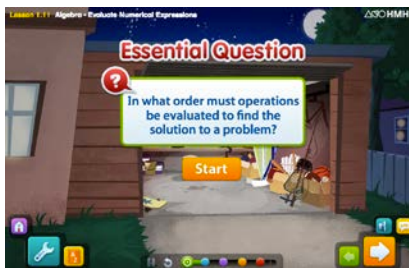 Lesson 1.11 Algebra - Evaluate Numerical Expressions
HMH
Essential Question
?
In what order must operations
be evaluated to find the
solution to a problem?
Start